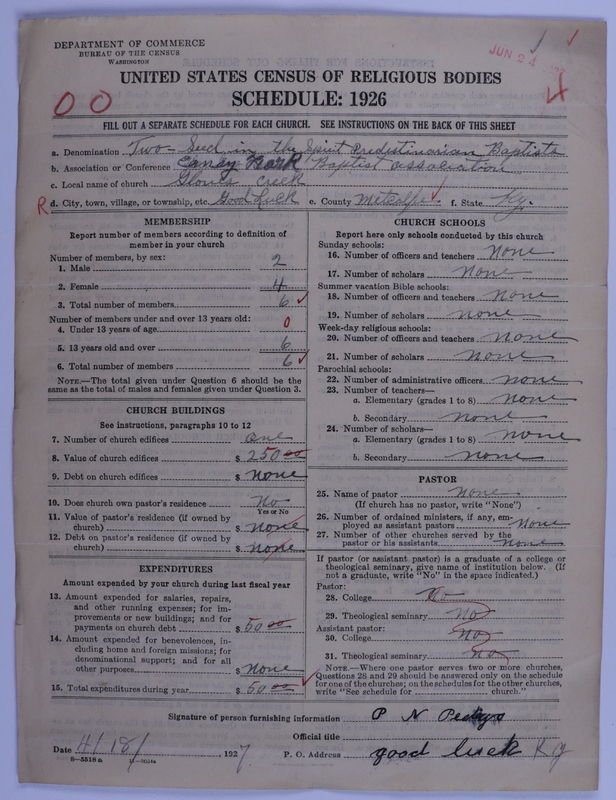 DEPARTMENT OF COMMERCE
BUREAU OF THE CENSUS
WASHINGTON
JUN 24
UNITED STATES CENSUS OF RELIGIOUS BODIES
SCHEDULE: 1926
00
4
FILL OUT A SEPARATE SCHEDULE FOR EACH CHURCH. SEE INSTRUCTIONS ON THE BACK OF THIS SHEET
a. Denomination Two-Seed in the Spirit Predestinarian Baptists
b. Association or Conference Baptist association
c. Local name of church Creek
R d. City, town, village, or township, etc. Good Luck e. County Metcalfe f. State Ky.
MEMBERSHIP
Report number of members according to definition of member in your church
Number of members, by sex:
1. Male 2
2. Female 4
3. Total number of members 6
Number of members under and over 13 years old:
4. Under 13 years of age 0
5. 13 years old and over 6
6. Total number of members 6
NOTE.—The total given under Question 6 should be
same as the total of males and females given under Question 3.
CHURCH BUILDINGS
See instructions, paragraphs 10 to 12
7. Number of church edifices one
8. Value of church edifices $ 250 00
9. Debt on church edifices $ none
10. Does church own pastor's residence No
Yes or No
11. Value of pastor's residence (if owned by
church) $ none
12. Debt on pastor's residence (if owned by
church) $ none
EXPENDITURES
Amount expended by your church during last fiscal year
13. Amount expended for salaries, repairs,
and other running expenses; for im-
provements or new buildings; and for
payments on church debt $ 50 00
14. Amount expended for benevolences, in-
cluding home and foreign missions; for
denominational support; and for all
other purposes $ none
15. Total expenditures during year $ 50 00
CHURCH SCHOOLS
Report here only schools conducted by this church
Sunday schools:
16. Number of officers and teachers none
17. Number of scholars none
Summer vacation Bible schools:
18. Number of officers and teachers none
19. Number of scholars none
Week-day religious schools:
20. Number of officers and teachers none
21. Number of scholars none
Parochial schools:
22. Number of administrative officers none
23. Number of teachers—
a. Elementary (grades 1 to 8) none
b. Secondary none
24. Number of scholars—
a. Elementary (grades 1 to 8) none
b. Secondary none
PASTOR
25. Name of pastor none
(If church has no pastor, write "None")
26. Number of ordained ministers, if any, em-
ployed as assistant pastors none
27. Number of other churches served by the
pastor or his assistants none
If pastor (or assistant pastor) is a graduate of a college or
theological seminary, give name of institution below. (If
not a graduate, write "No" in the space indicated.)
Pastor:
28. College No
29. Theological seminary No
Assistant pastor:
30. College No
31. Theological seminary No
NOTE.—Where one pastor serves two or more churches,
Questions 28 and 29 should be answered only on the schedule
for one of the churches; on the schedules for the other churches,
write "See schedule for church."
Signature of person furnishing information P N
Official title
Date 4/18/ 1927 P. O. Address good luck Ky
8—5518 a